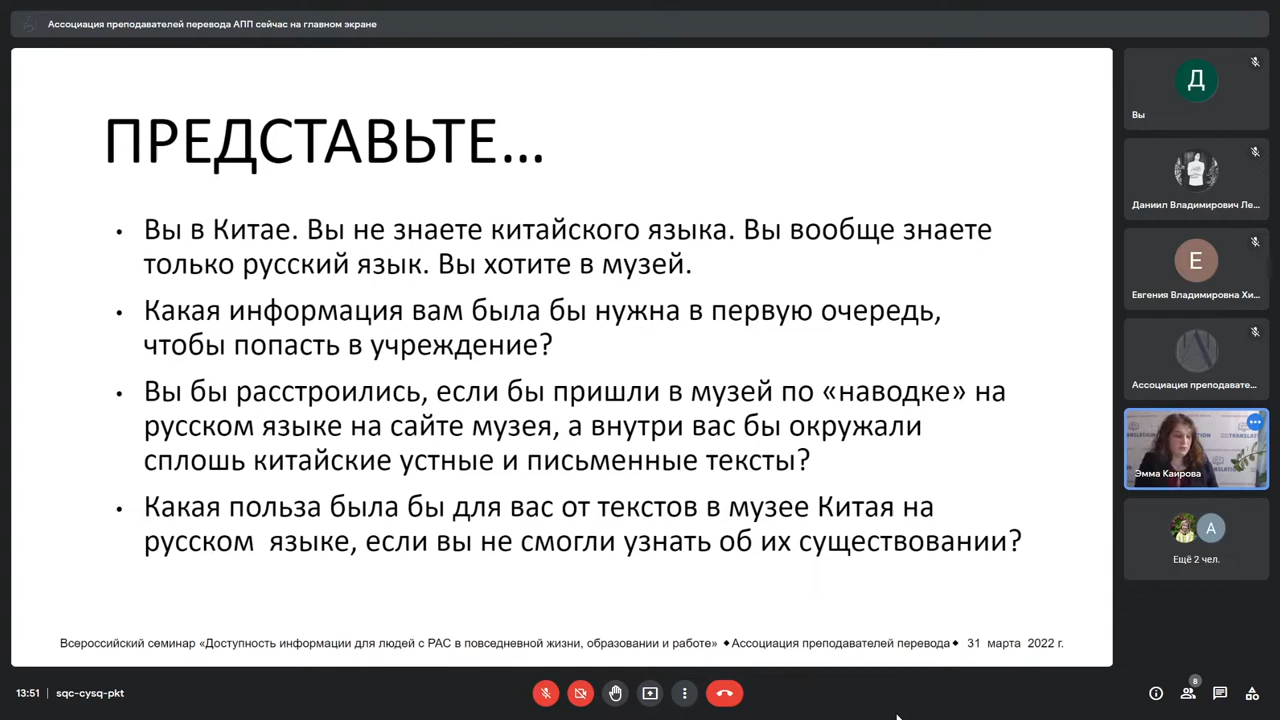 Ассоциация преподавателей перевода АПП сейчас на главном экране
ПРЕДСТАВЬТЕ...
• Вы в Китае. Вы не знаете китайского языка. Вы вообще знаете
только русский язык. Вы хотите в музей.
• Какая информация вам была бы нужна в первую очередь,
чтобы попасть в учреждение?
• Вы бы расстроились, если бы пришли в музей по «наводке» на
русском языке на сайте музея, а внутри вас бы окружали
сплошь китайские устные и письменные тексты?
• Какая польза была бы для вас от текстов в музее Китая на
русском языке, если вы не смогли узнать об их существовании?
Всероссийский семинар «Доступность информации для людей с РАС в повседневной жизни, образовании и работе» ◆Ассоциация преподавателей перевода◆ 31 марта 2022 г.
Д
Вы
Даниил Владимирович Ле...
Е
Евгения Владимировна Хи...
Ассоциация преподавате...
TRANSLATION
Эмма Каирова
А
Ещё 2 чел.
13:51 | sqc-cysq-pkt
8